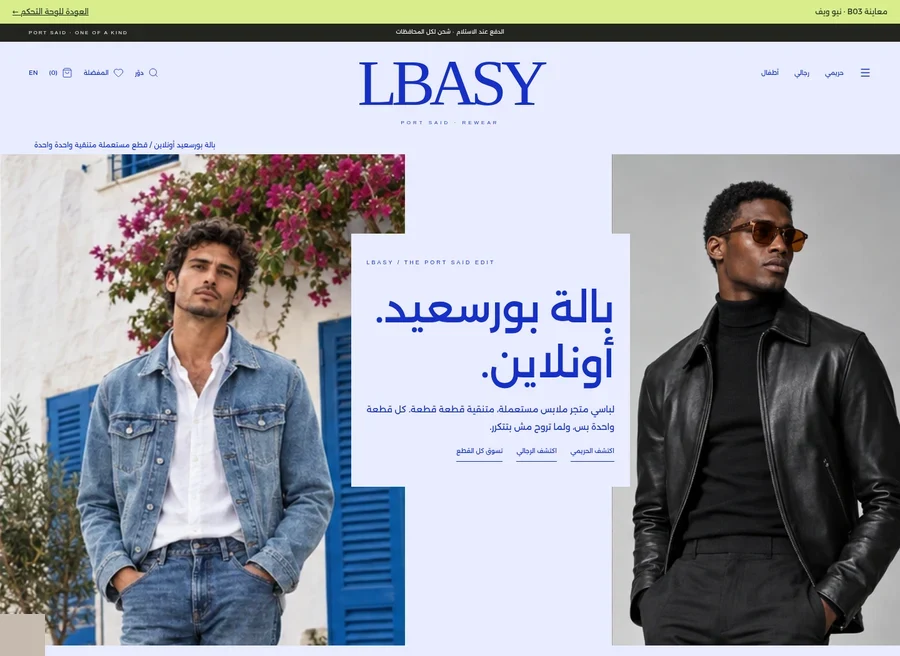 معاينة B03 · نيو ويف
العودة للوحة التحكم ←
الدفع عند الاستلام · شحن لكل المحافظات
PORT SAID · ONE OF A KIND
حريمي
رجالي
أطفال
LBASY
PORT SAID · REWEAR
دوّر
المفضلة
(0)
EN
بالة بورسعيد أونلاين / قطع مستعملة متنقية واحدة واحدة
LBASY / THE PORT SAID EDIT
بالة بورسعيد.
أونلاين.
لباسي متجر ملابس مستعملة، متنقية قطعة قطعة. كل قطعة
واحدة بس، ولما تروح مش بتتكرر.
اكتشف الحريمي
اكتشف الرجالي
تسوق كل القطع